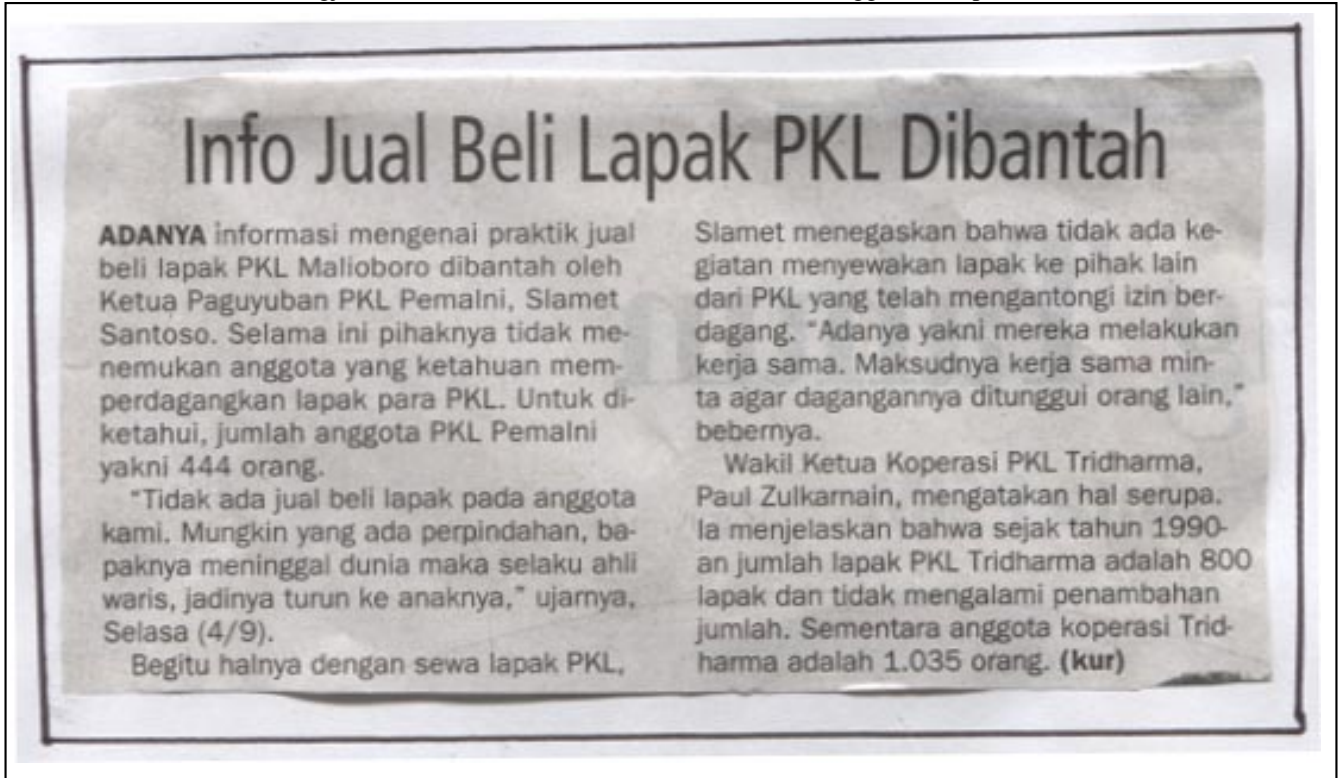 Info Jual Beli Lapak PKL Dibantah
ADANYA informasi mengenai praktik jual
beli lapak PKL Malioboro dibantah oleh
Ketua Paguyuban PKL Pemalni, Slamet
Santoso. Selama ini pihaknya tidak me-
nemukan anggota yang ketahuan mem-
perdagangkan lapak para PKL. Untuk di-
ketahui, jumlah anggota PKL Pemalni
yakni 444 orang.
"Tidak ada jual beli lapak pada anggota
kami. Mungkin yang ada perpindahan, ba-
paknya meninggal dunia maka selaku ahli
waris, jadinya turun ke anaknya," ujarnya,
Selasa (4/9).
Begitu halnya dengan sewa lapak PKL,
Slamet menegaskan bahwa tidak ada ke-
giatan menyewakan lapak ke pihak lain
dari PKL yang telah mengantongi izin ber-
dagang. "Adanya yakni mereka melakukan
kerja sama. Maksudnya kerja sama min-
ta agar dagangannya ditunggui orang lain,"
bebernya.
Wakil Ketua Koperasi PKL Tridharma,
Paul Zulkarnain, mengatakan hal serupa.
Ia menjelaskan bahwa sejak tahun 1990-
an jumlah lapak PKL Tridharma adalah 800
lapak dan tidak mengalami penambahan
jumlah. Sementara anggota koperasi Trid-
harma adalah 1.035 orang. (kur)